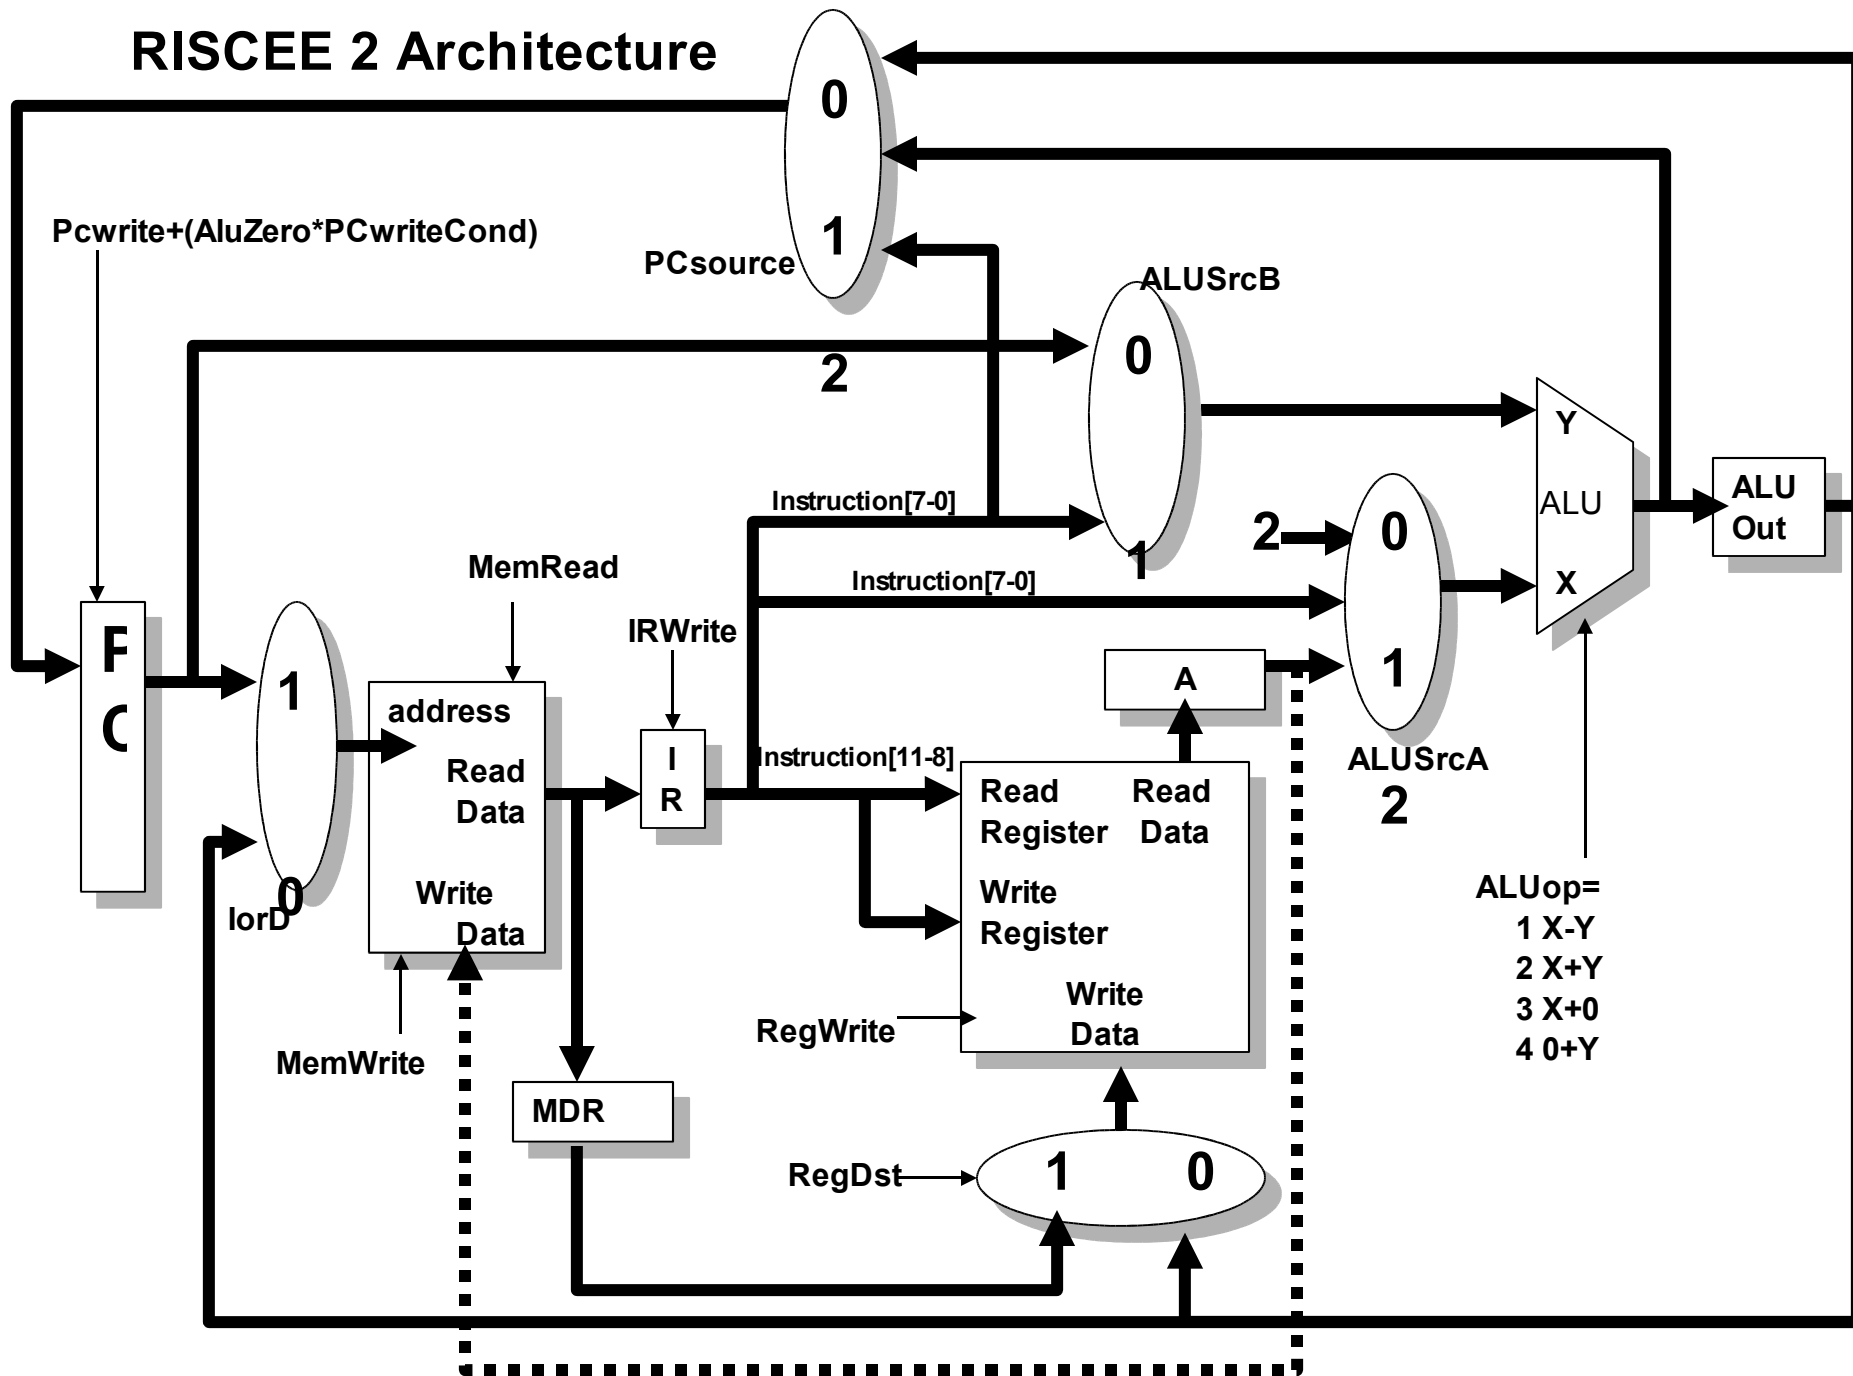 RISCEE 2 Architecture
0
1
2
PCsource
Pcwrite+(AluZero*PCwriteCond)
ALUSrcB
0
1
Y
ALU
X
ALU
Out
Instruction[7-0]
2
0
1
2
ALUSrcA
Instruction[7-0]
MemRead
IRWrite
P
C
1
0
IorD
address
Read
Data
Write
Data
MemWrite
I
R
Instruction[11-8]
A
Read
Register
Read
Data
Write
Register
Write
Data
RegWrite
MDR
RegDst
1 0
ALUop=
1 X-Y
2 X+Y
3 X+0
4 0+Y